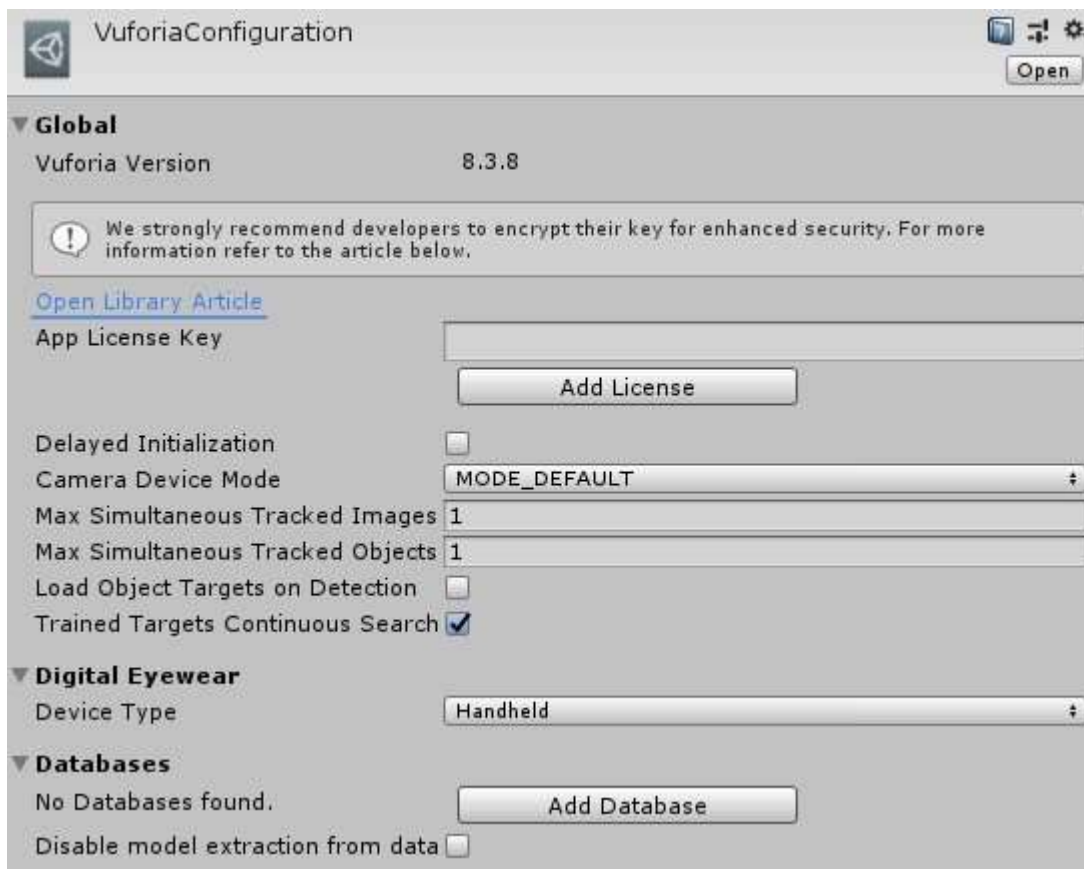 VuforiaConfiguration
Open
Global
Vuforia Version 8.3.8
We strongly recommend developers to encrypt their key for enhanced security. For more
information refer to the article below.
Open Library Article
App License Key
Add License
Delayed Initialization
Camera Device Mode MODE_DEFAULT
Max Simultaneous Tracked Images 1
Max Simultaneous Tracked Objects 1
Load Object Targets on Detection
Trained Targets Continuous Search
Digital Eyewear
Device Type Handheld
Databases
No Databases found. Add Database
Disable model extraction from data